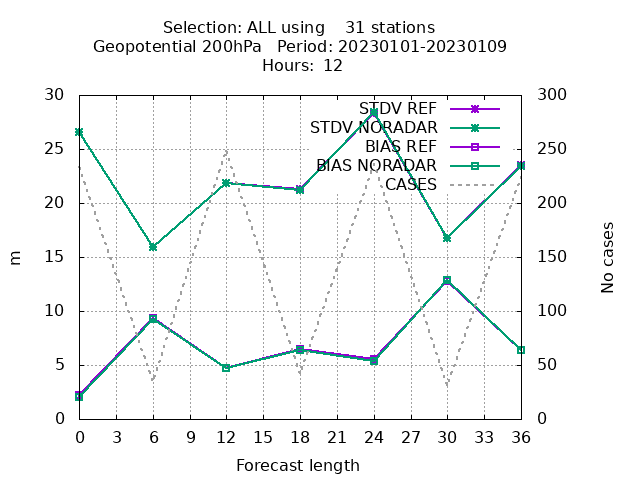 Selection: ALL using    31 stations
Geopotential 200hPa   Period: 20230101-20230109
Hours: 12
STDV REF
STDV NORADAR
BIAS REF
BIAS NORADAR
CASES
30
25
20
15
10
5
0
300
250
200
150
100
50
0
m
No cases
0 3 6 9 12 15 18 21 24 27 30 33 36
Forecast length